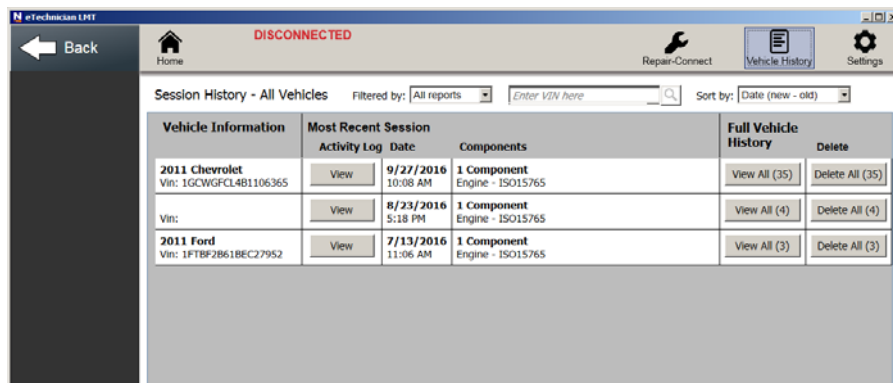 N eTechnician LMT
Back
Home
DISCONNECTED
Repair-Connect
Vehicle History
Settings
Session History - All Vehicles
Filtered by: All reports
Enter VIN here
Sort by: Date (new - old)
Vehicle Information
Most Recent Session
Activity Log Date Components
Full Vehicle
History
Delete
2011 Chevrolet
Vin: 1GCWGFCL4B1106365
View
9/27/2016
10:08 AM
1 Component
Engine - ISO15765
View All (35)
Delete All (35)
Vin:
View
8/23/2016
5:18 PM
1 Component
Engine - ISO15765
View All (4)
Delete All (4)
2011 Ford
Vin: 1FTBF2B61BEC27952
View
7/13/2016
11:06 AM
1 Component
Engine - ISO15765
View All (3)
Delete All (3)